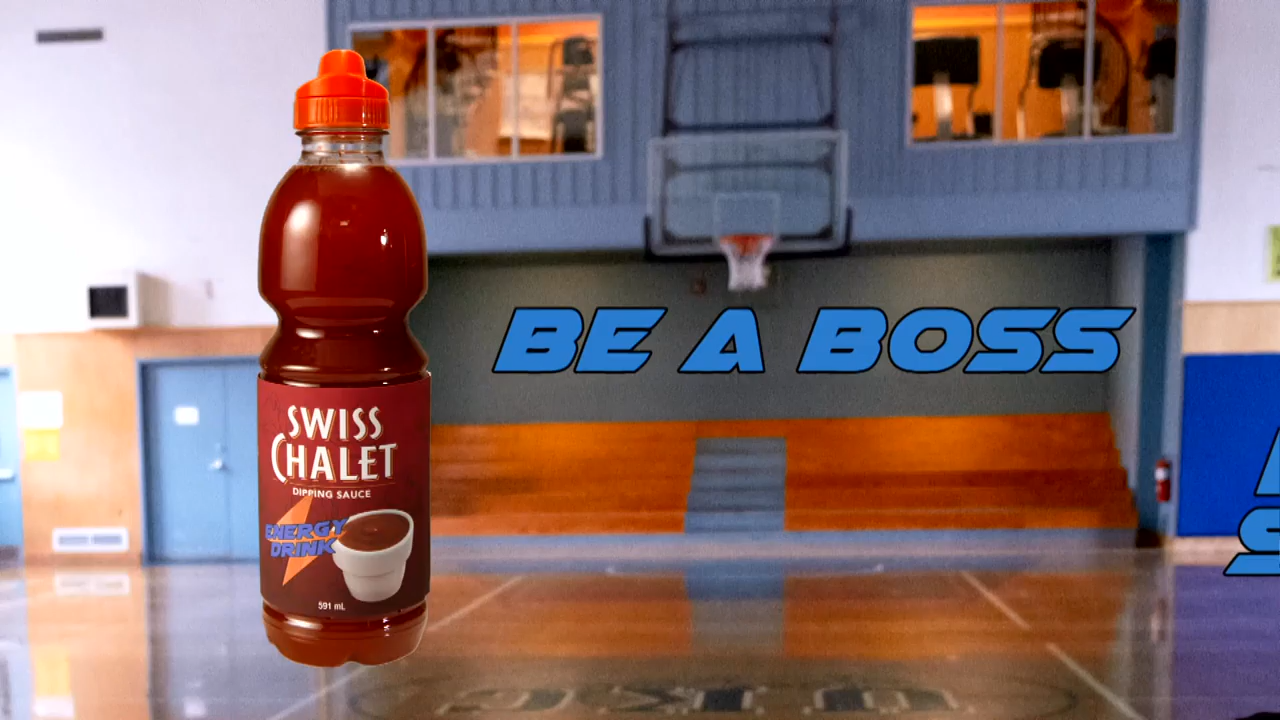 BE A BOSS
SWISS
CHALET
DIPPING SAUCE
ENERGY
DRINK
591 mL